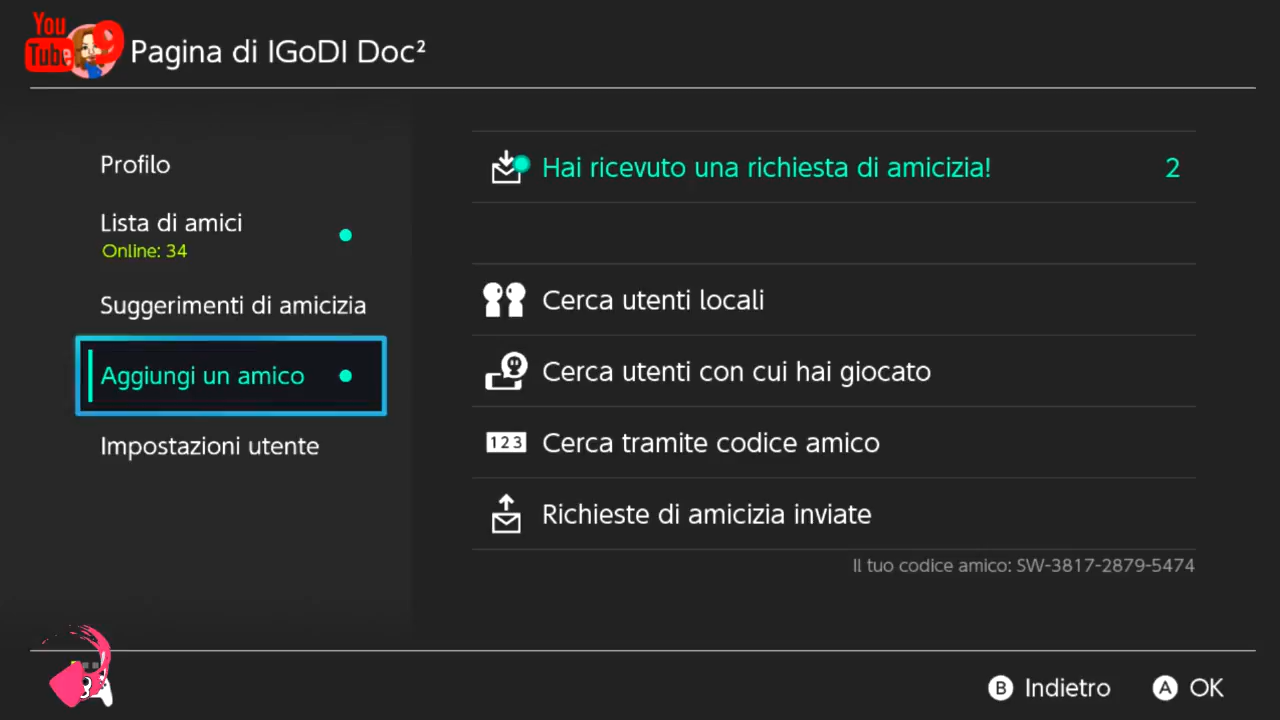 You
Tube
Pagina di IGoDI Doc²
Profilo
Lista di amici
Online: 34
Suggerimenti di amicizia
Aggiungi un amico
Impostazioni utente
Hai ricevuto una richiesta di amicizia! 2
Cerca utenti locali
Cerca utenti con cui hai giocato
123 Cerca tramite codice amico
Richieste di amicizia inviate
Il tuo codice amico: SW-3817-2879-5474
B Indietro A OK